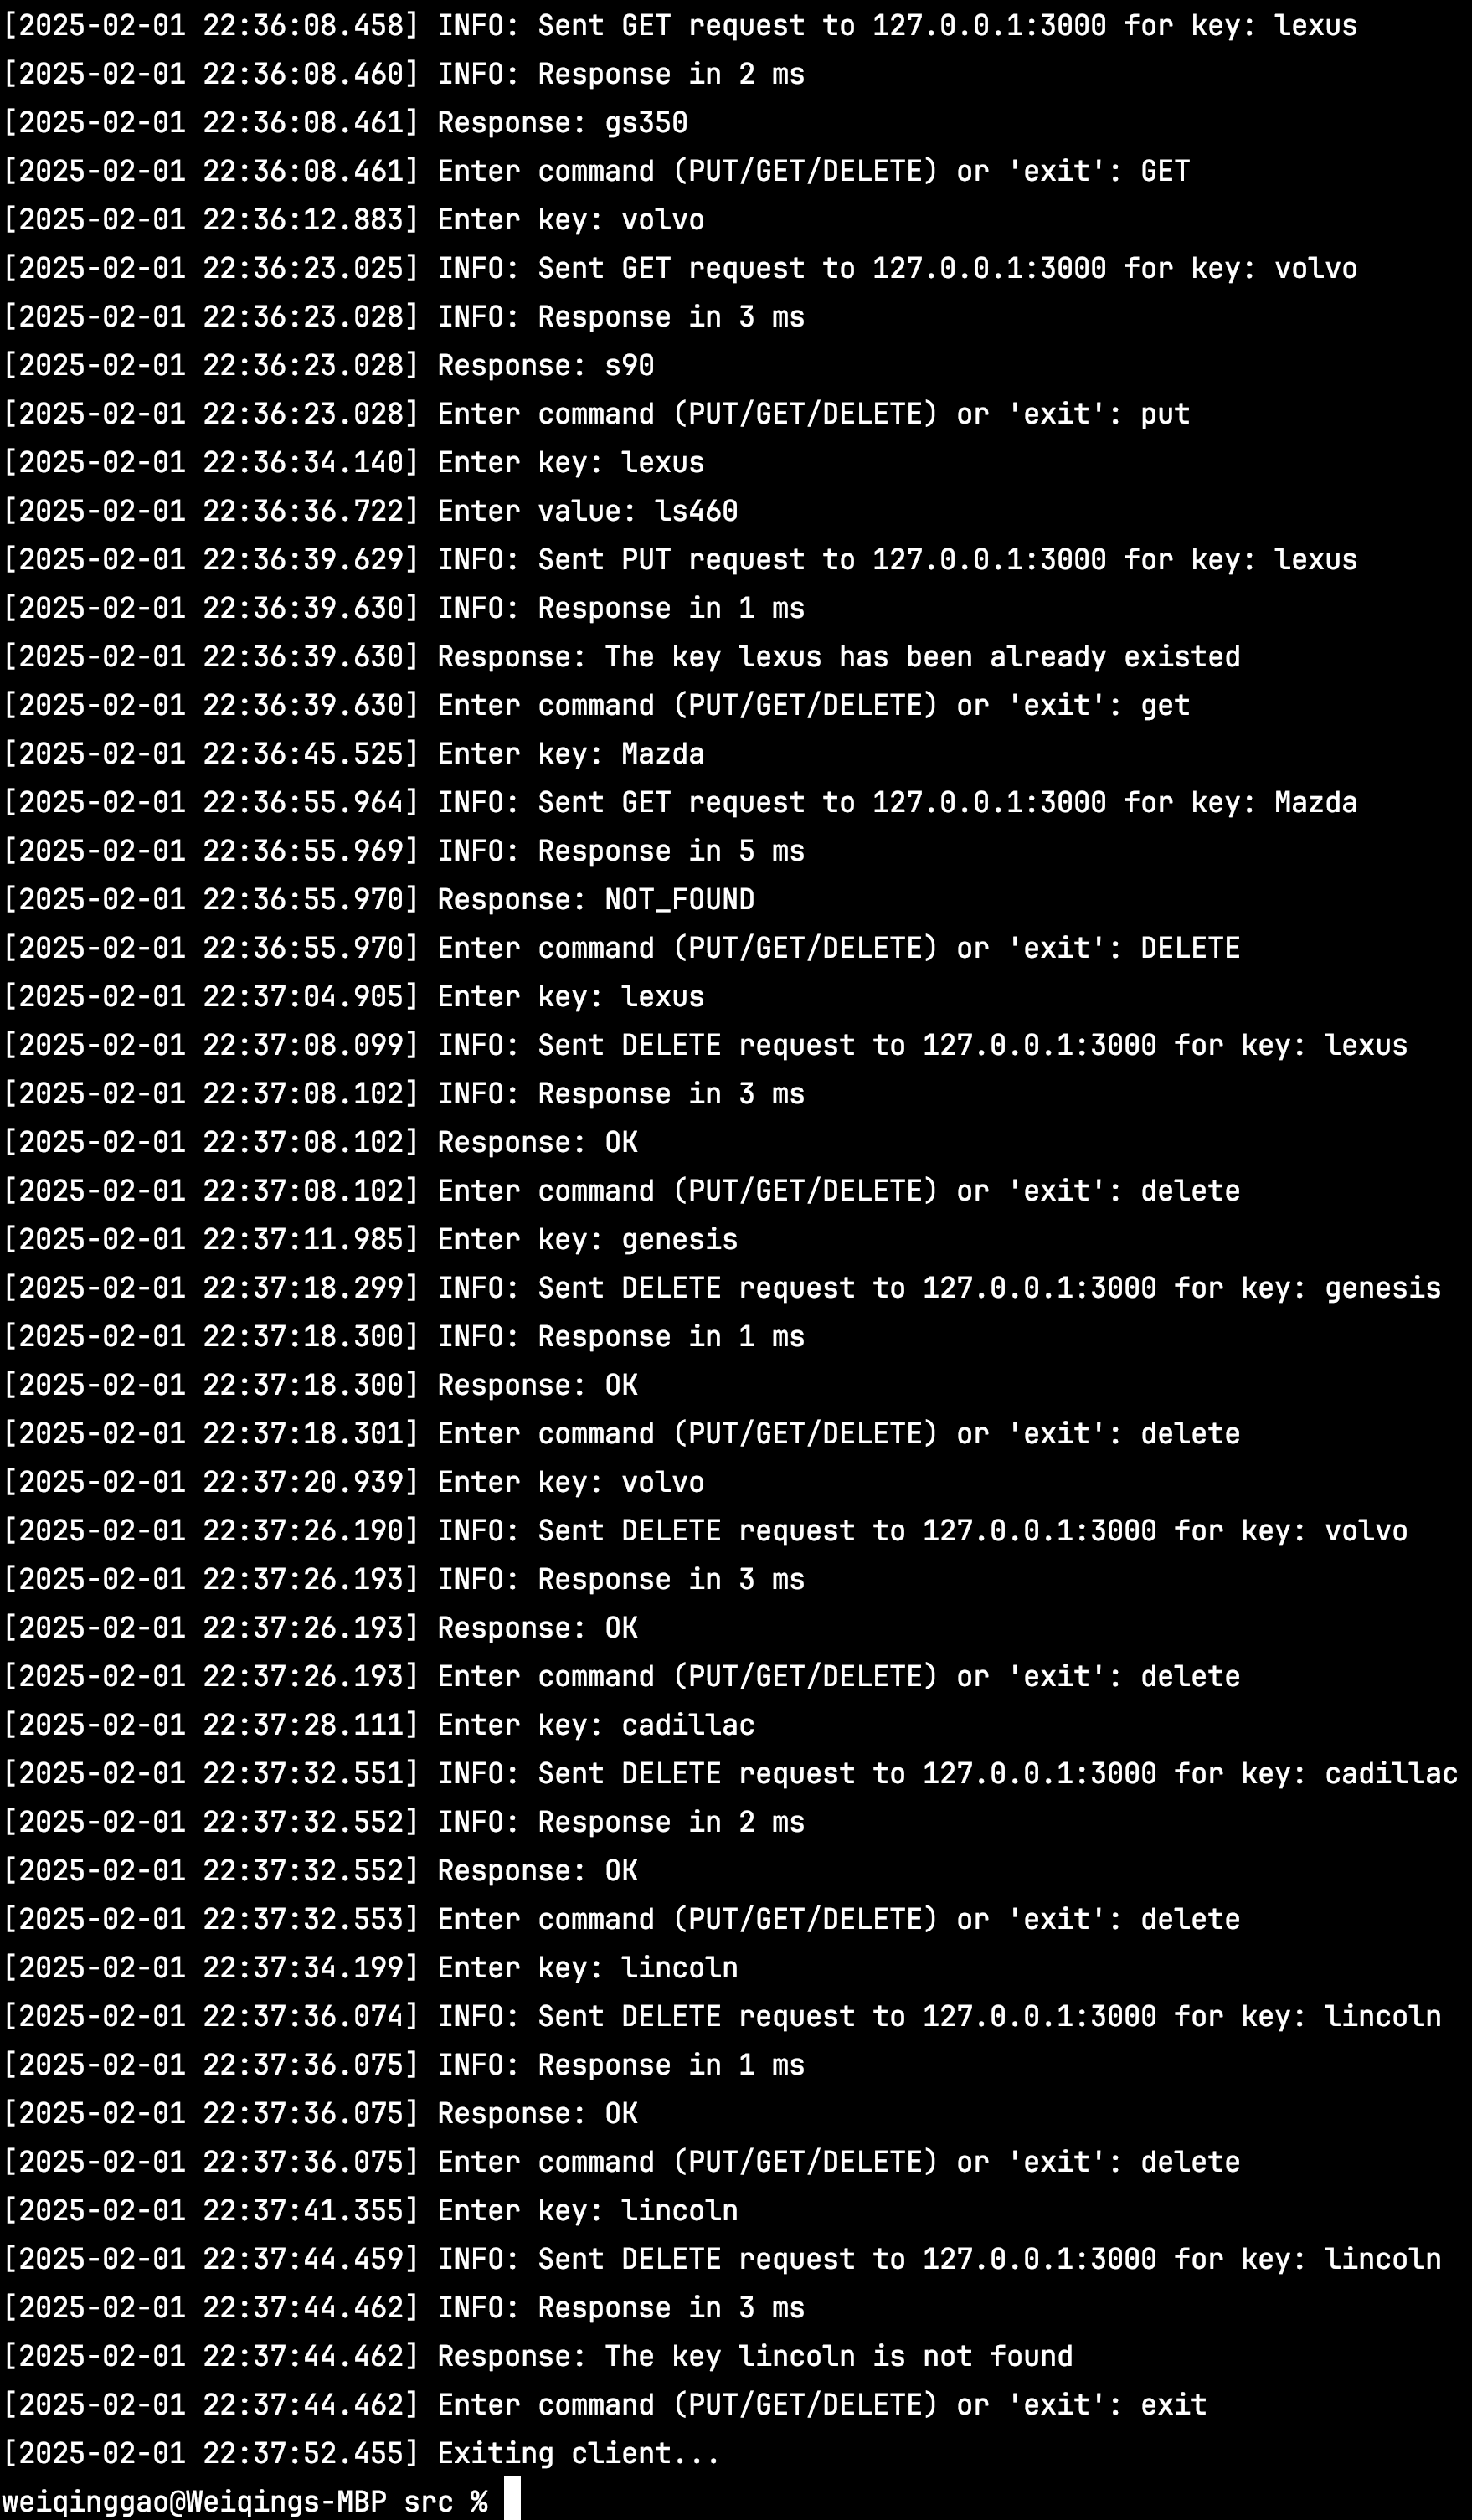 [2025-02-01 22:36:08.458] INFO: Sent GET request to 127.0.0.1:3000 for key: lexus
[2025-02-01 22:36:08.460] INFO: Response in 2 ms
[2025-02-01 22:36:08.461] Response: gs350
[2025-02-01 22:36:08.461] Enter command (PUT/GET/DELETE) or 'exit': GET
[2025-02-01 22:36:12.883] Enter key: volvo
[2025-02-01 22:36:23.025] INFO: Sent GET request to 127.0.0.1:3000 for key: volvo
[2025-02-01 22:36:23.028] INFO: Response in 3 ms
[2025-02-01 22:36:23.028] Response: s90
[2025-02-01 22:36:23.028] Enter command (PUT/GET/DELETE) or 'exit': put
[2025-02-01 22:36:34.140] Enter key: lexus
[2025-02-01 22:36:36.722] Enter value: ls460
[2025-02-01 22:36:39.629] INFO: Sent PUT request to 127.0.0.1:3000 for key: lexus
[2025-02-01 22:36:39.630] INFO: Response in 1 ms
[2025-02-01 22:36:39.630] Response: The key lexus has been already existed
[2025-02-01 22:36:39.630] Enter command (PUT/GET/DELETE) or 'exit': get
[2025-02-01 22:36:45.525] Enter key: Mazda
[2025-02-01 22:36:55.964] INFO: Sent GET request to 127.0.0.1:3000 for key: Mazda
[2025-02-01 22:36:55.969] INFO: Response in 5 ms
[2025-02-01 22:36:55.970] Response: NOT_FOUND
[2025-02-01 22:36:55.970] Enter command (PUT/GET/DELETE) or 'exit': DELETE
[2025-02-01 22:37:04.905] Enter key: lexus
[2025-02-01 22:37:08.099] INFO: Sent DELETE request to 127.0.0.1:3000 for key: lexus
[2025-02-01 22:37:08.102] INFO: Response in 3 ms
[2025-02-01 22:37:08.102] Response: OK
[2025-02-01 22:37:08.102] Enter command (PUT/GET/DELETE) or 'exit': delete
[2025-02-01 22:37:11.985] Enter key: genesis
[2025-02-01 22:37:18.299] INFO: Sent DELETE request to 127.0.0.1:3000 for key: genesis
[2025-02-01 22:37:18.300] INFO: Response in 1 ms
[2025-02-01 22:37:18.300] Response: OK
[2025-02-01 22:37:18.301] Enter command (PUT/GET/DELETE) or 'exit': delete
[2025-02-01 22:37:20.939] Enter key: volvo
[2025-02-01 22:37:26.190] INFO: Sent DELETE request to 127.0.0.1:3000 for key: volvo
[2025-02-01 22:37:26.193] INFO: Response in 3 ms
[2025-02-01 22:37:26.193] Response: OK
[2025-02-01 22:37:26.193] Enter command (PUT/GET/DELETE) or 'exit': delete
[2025-02-01 22:37:28.111] Enter key: cadillac
[2025-02-01 22:37:32.551] INFO: Sent DELETE request to 127.0.0.1:3000 for key: cadillac
[2025-02-01 22:37:32.552] INFO: Response in 2 ms
[2025-02-01 22:37:32.552] Response: OK
[2025-02-01 22:37:32.553] Enter command (PUT/GET/DELETE) or 'exit': delete
[2025-02-01 22:37:34.199] Enter key: lincoln
[2025-02-01 22:37:36.074] INFO: Sent DELETE request to 127.0.0.1:3000 for key: lincoln
[2025-02-01 22:37:36.075] INFO: Response in 1 ms
[2025-02-01 22:37:36.075] Response: OK
[2025-02-01 22:37:36.075] Enter command (PUT/GET/DELETE) or 'exit': delete
[2025-02-01 22:37:41.355] Enter key: lincoln
[2025-02-01 22:37:44.459] INFO: Sent DELETE request to 127.0.0.1:3000 for key: lincoln
[2025-02-01 22:37:44.462] INFO: Response in 3 ms
[2025-02-01 22:37:44.462] Response: The key lincoln is not found
[2025-02-01 22:37:44.462] Enter command (PUT/GET/DELETE) or 'exit': exit
[2025-02-01 22:37:52.455] Exiting client...
weiqinggao@Weiqings-MBP src %